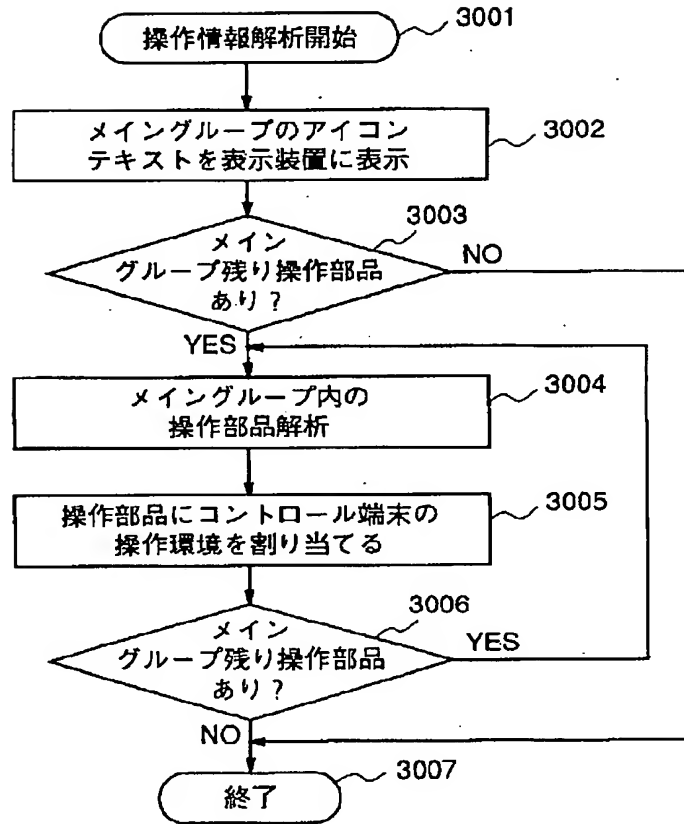 操作情報解析開始
3001
メイングループのアイコン
テキストを表示装置に表示
3002
3003
メイン
グループ残り操作部品
あり？
NO
YES
メイングループ内の
操作部品解析
3004
操作部品にコントロール端末の
操作環境を割り当てる
3005
3006
メイン
グループ残り操作部品
あり？
YES
NO
終了
3007